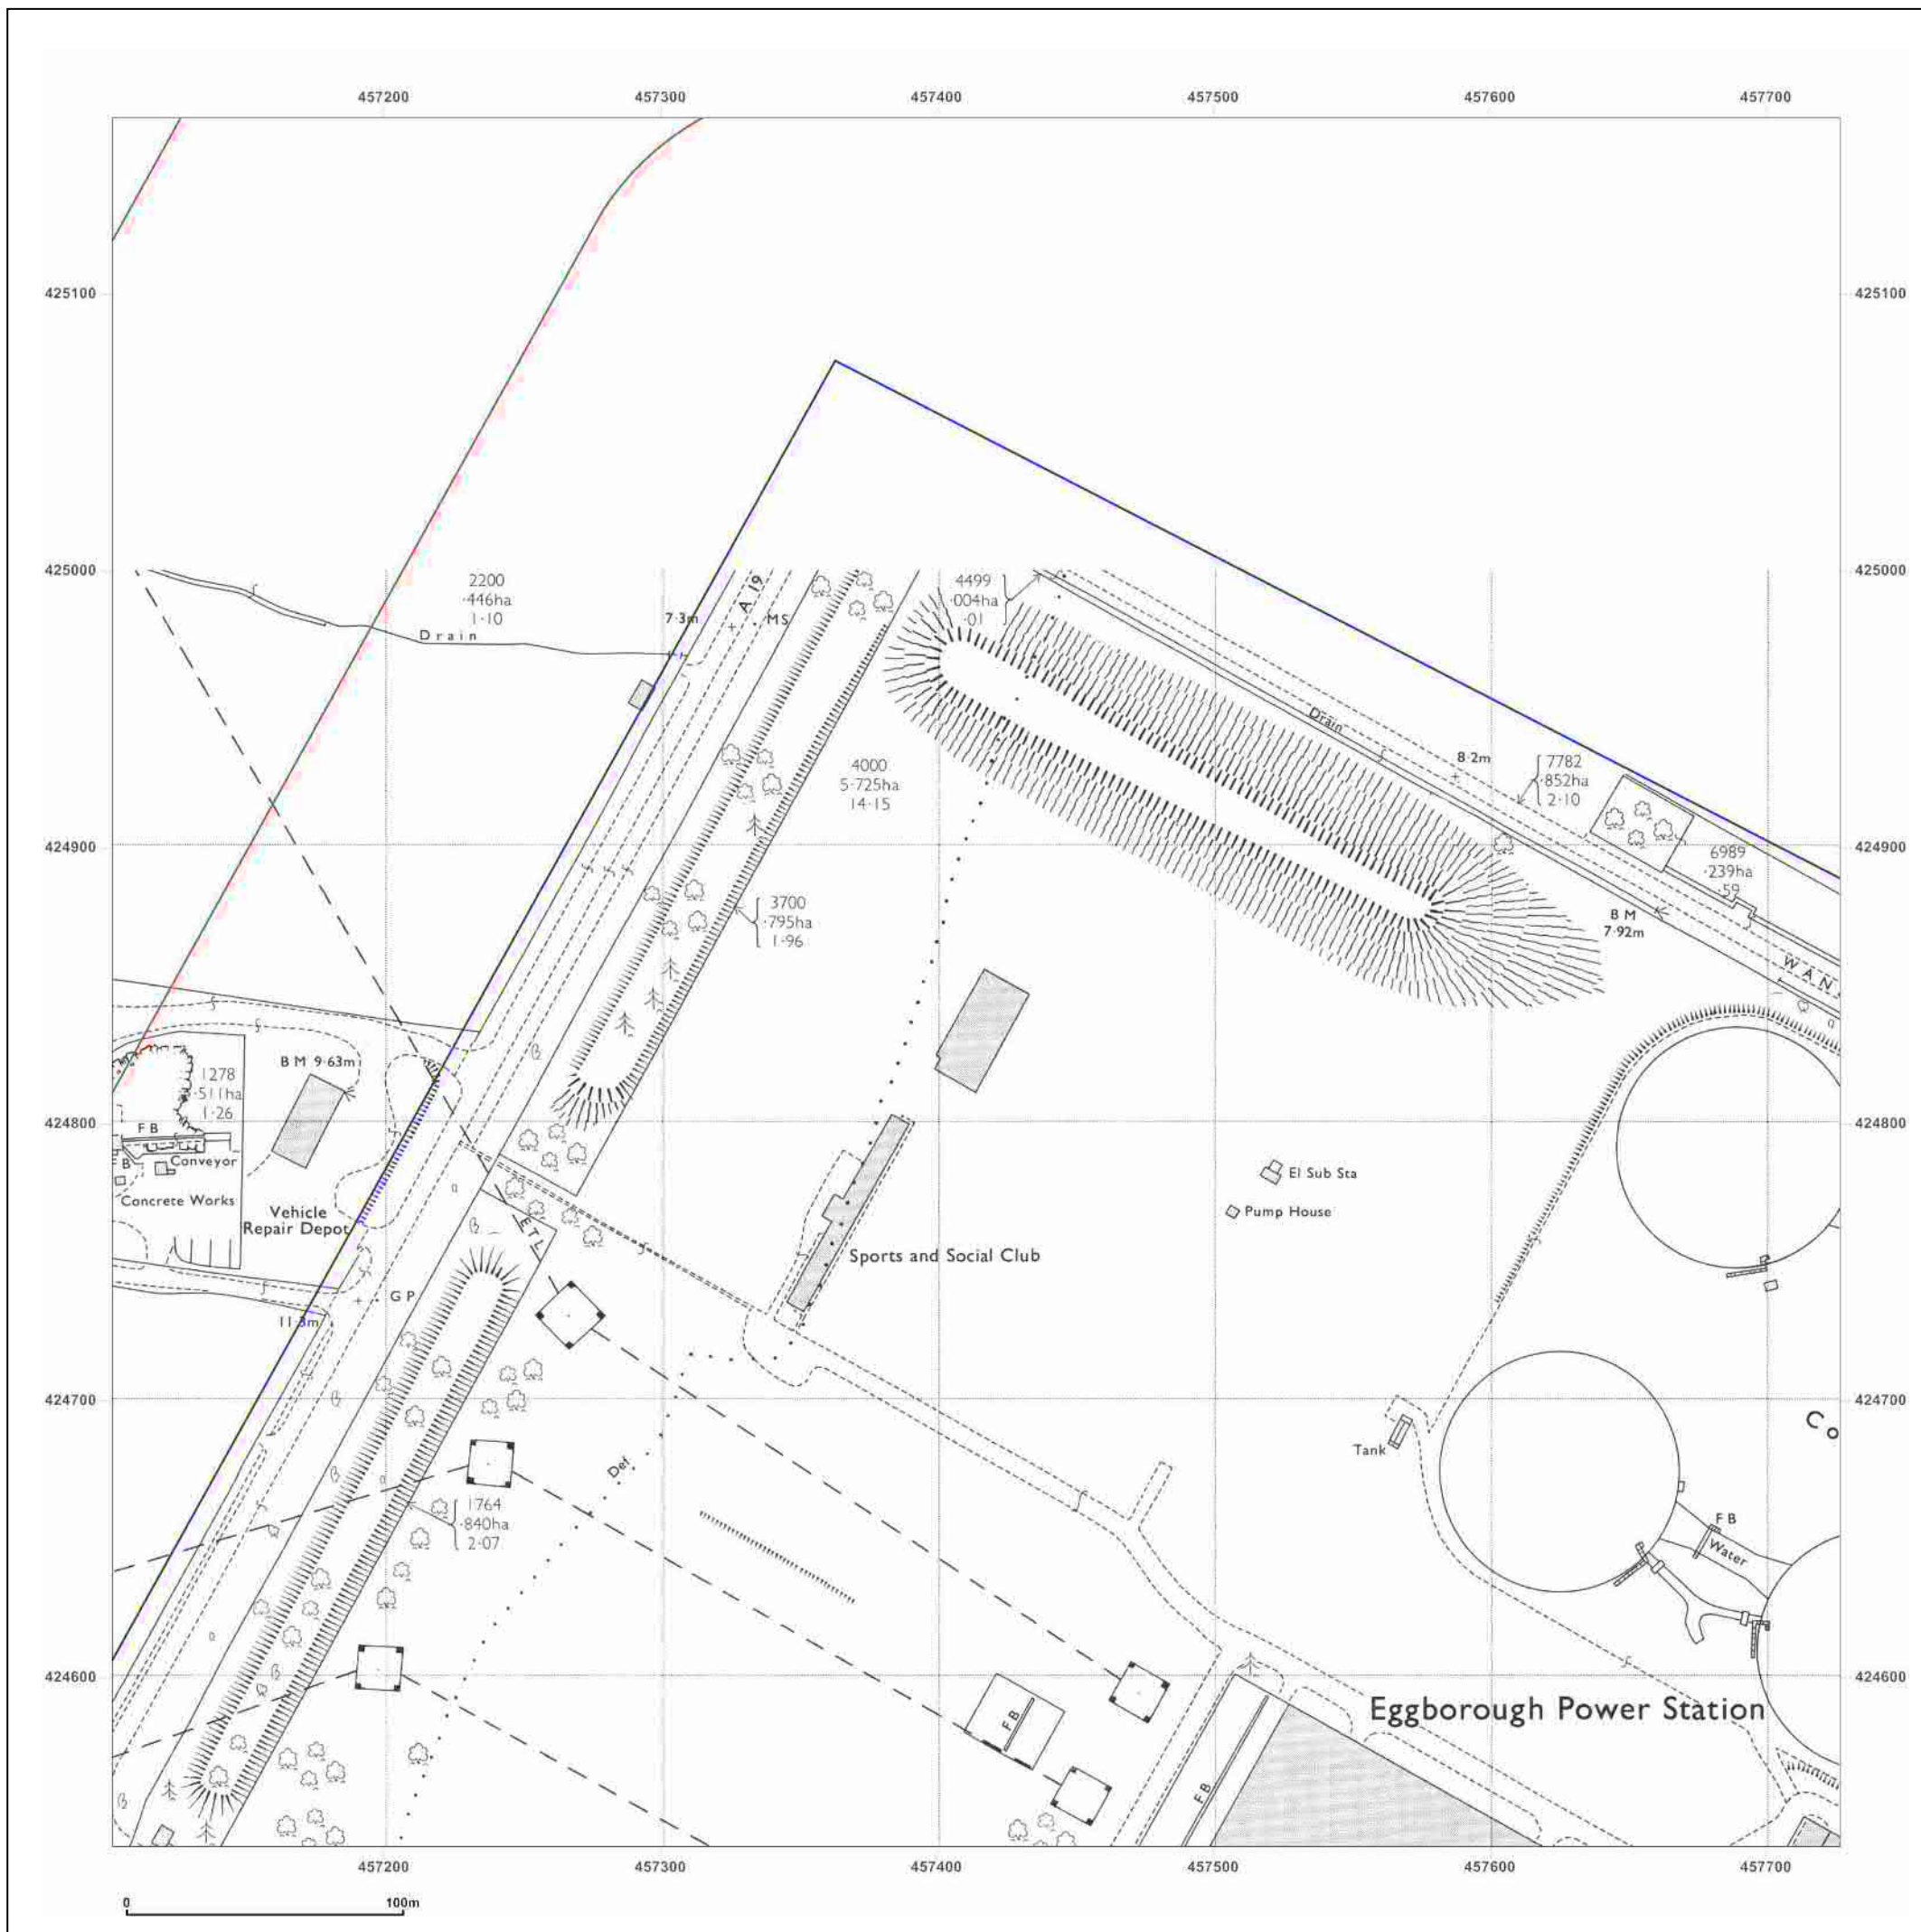 457200 457300 457400 457500 457600 457700
425100 425100
425000 425000
2200
·446ha
1·10
Drain
7·3m
A 19
MS
4499
·004ha
·01
Drain
8·2m
7782
·852ha
2·10
4000
5·725ha
14·15
424900 424900
6989
·239ha
·59
3700
·795ha
1·96
B M
7·92m
W A N
B M 9·63m
1278
·511ha
1·26
424800 424800
F B
Conveyor
Concrete Works
Vehicle
Repair Depot
El Sub Sta
Pump House
ETL
Sports and Social Club
G P
11·3m
424700 424700
Co
Tank
Def
1764
·840ha
2·07
F B
Water
424600 424600
Eggborough Power Station
F B
F B
457200 457300 457400 457500 457600 457700
0 100m